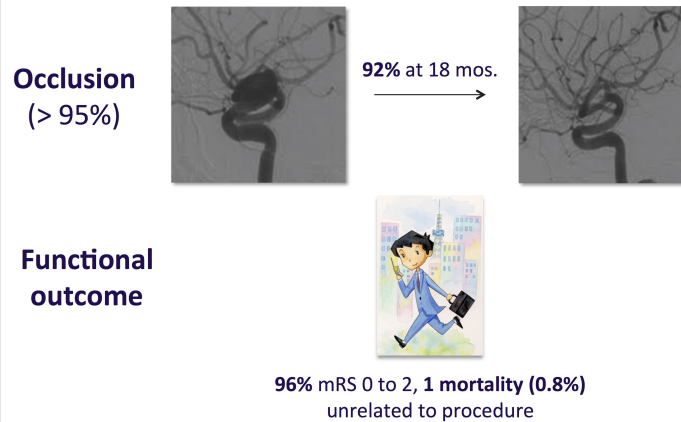 Occlusion
(> 95%)
92% at 18 mos.
Functional
outcome
96% mRS 0 to 2, 1 mortality (0.8%)
unrelated to procedure